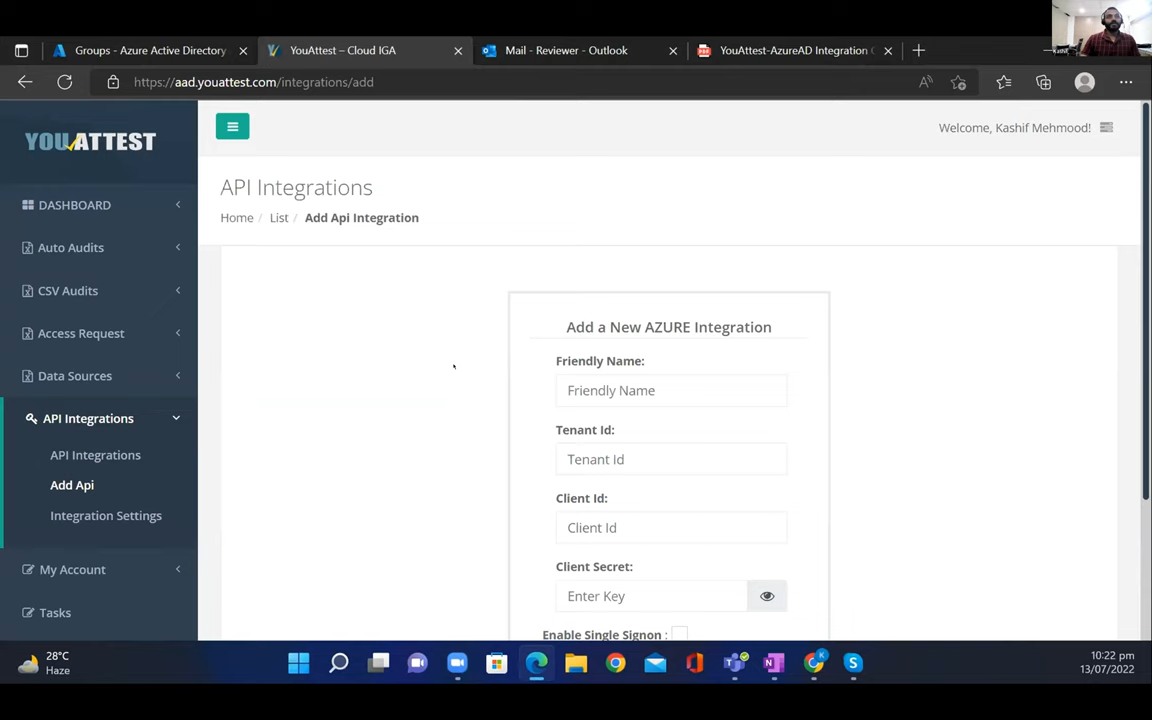 Groups - Azure Active Directory
YouAttest – Cloud IGA
Mail - Reviewer - Outlook
YouAttest-AzureAD Integration
https://aad.youattest.com/integrations/add
YOUATTEST
Welcome, Kashif Mehmood!
DASHBOARD
Auto Audits
CSV Audits
Access Request
Data Sources
API Integrations
API Integrations
Add Api
Integration Settings
My Account
Tasks
API Integrations
Home / List / Add Api Integration
Add a New AZURE Integration
Friendly Name:
Friendly Name
Tenant Id:
Tenant Id
Client Id:
Client Id
Client Secret:
Enter Key
Enable Single Signon :
28°C
Haze
10:22 pm
13/07/2022